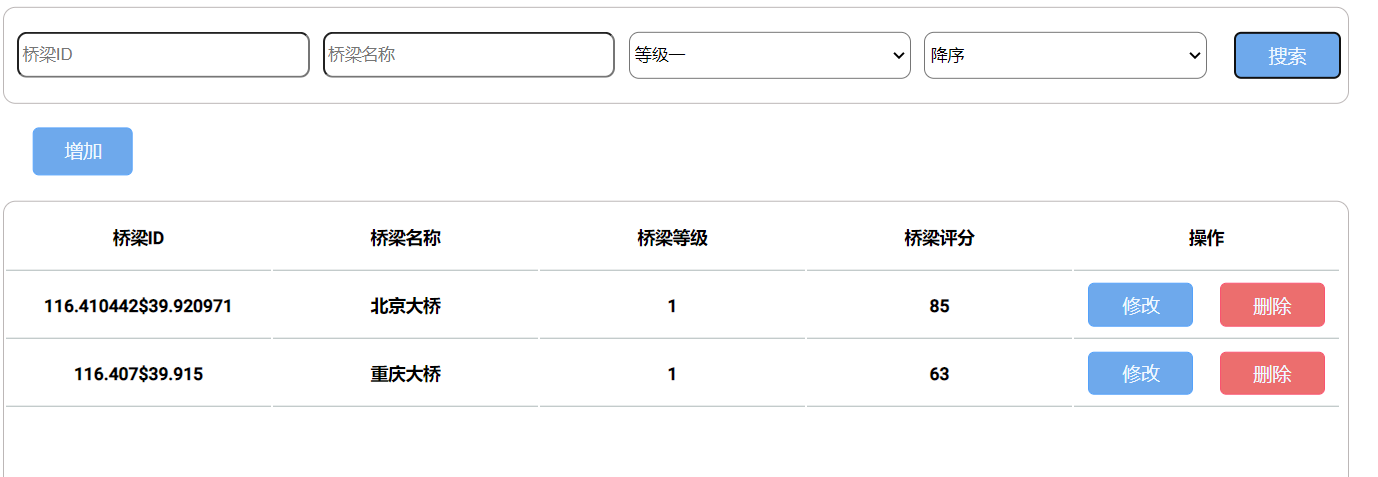 桥梁ID 桥梁名称 等级一 降序 搜索
增加
桥梁ID 桥梁名称 桥梁等级 桥梁评分 操作
116.410442$39.920971 北京大桥 1 85 修改 删除
116.407$39.915 重庆大桥 1 63 修改 删除